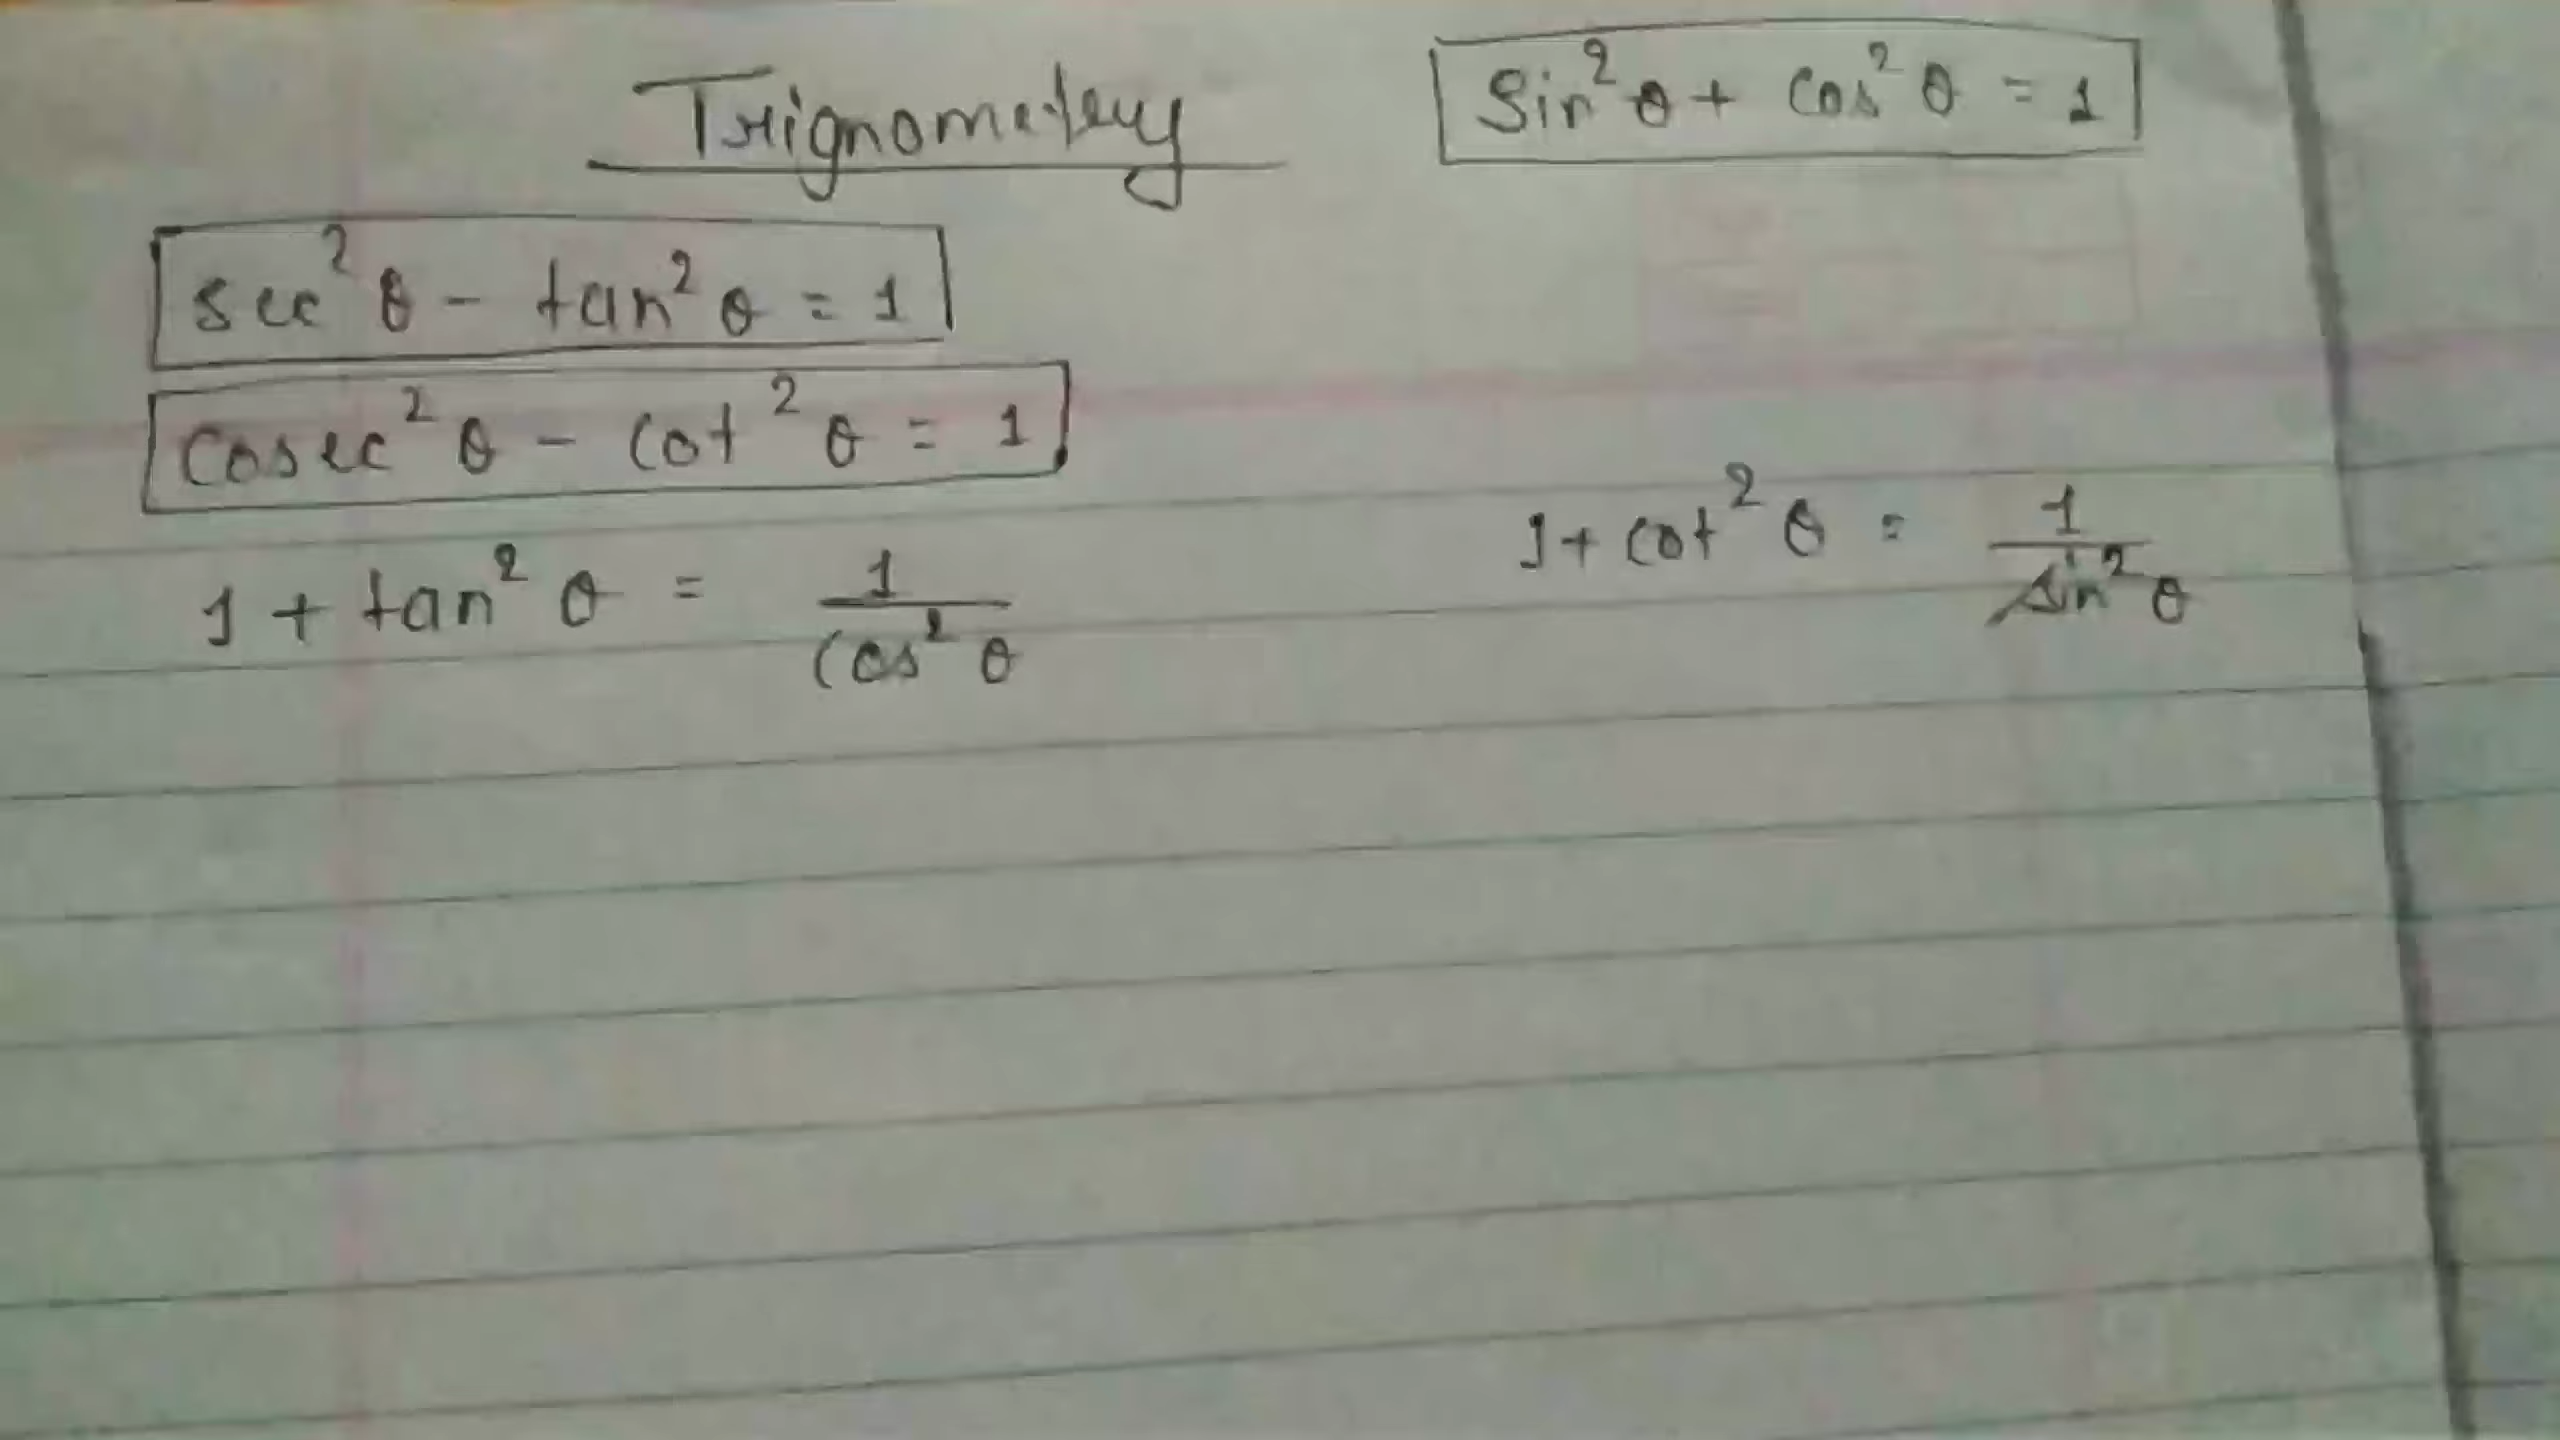 Trignometry
Sin²θ + cos²θ = 1
sec²θ - tan²θ = 1
cosec²θ - cot²θ = 1
1 + tan²θ = 1/cos²θ
1 + cot²θ = 1/sin²θ